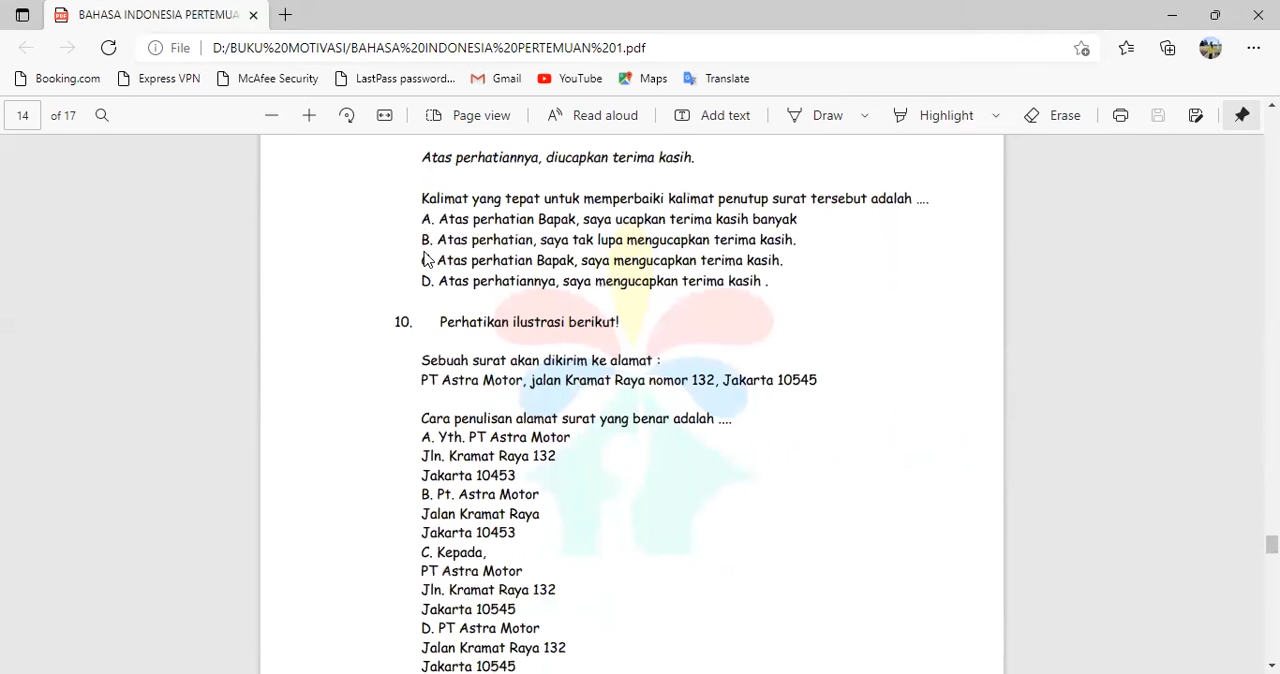 BAHASA INDONESIA PERTEMUA
File
D:/BUKU%20MOTIVASI/BAHASA%20INDONESIA%20PERTEMUAN%201.pdf
Booking.com
Express VPN
McAfee Security
LastPass password...
Gmail
YouTube
Maps
Translate
14 of 17
Page view
Read aloud
Add text
Draw
Highlight
Erase
Atas perhatiannya, diucapkan terima kasih.
Kalimat yang tepat untuk memperbaiki kalimat penutup surat tersebut adalah ....
A. Atas perhatian Bapak, saya ucapkan terima kasih banyak
B. Atas perhatian, saya tak lupa mengucapkan terima kasih.
Atas perhatian Bapak, saya mengucapkan terima kasih.
D. Atas perhatiannya, saya mengucapkan terima kasih .
10. Perhatikan ilustrasi berikut!
Sebuah surat akan dikirim ke alamat :
PT Astra Motor, jalan Kramat Raya nomor 132, Jakarta 10545
Cara penulisan alamat surat yang benar adalah ....
A. Yth. PT Astra Motor
Jln. Kramat Raya 132
Jakarta 10453
B. Pt. Astra Motor
Jalan Kramat Raya
Jakarta 10453
C. Kepada,
PT Astra Motor
Jln. Kramat Raya 132
Jakarta 10545
D. PT Astra Motor
Jalan Kramat Raya 132
Jakarta 10545